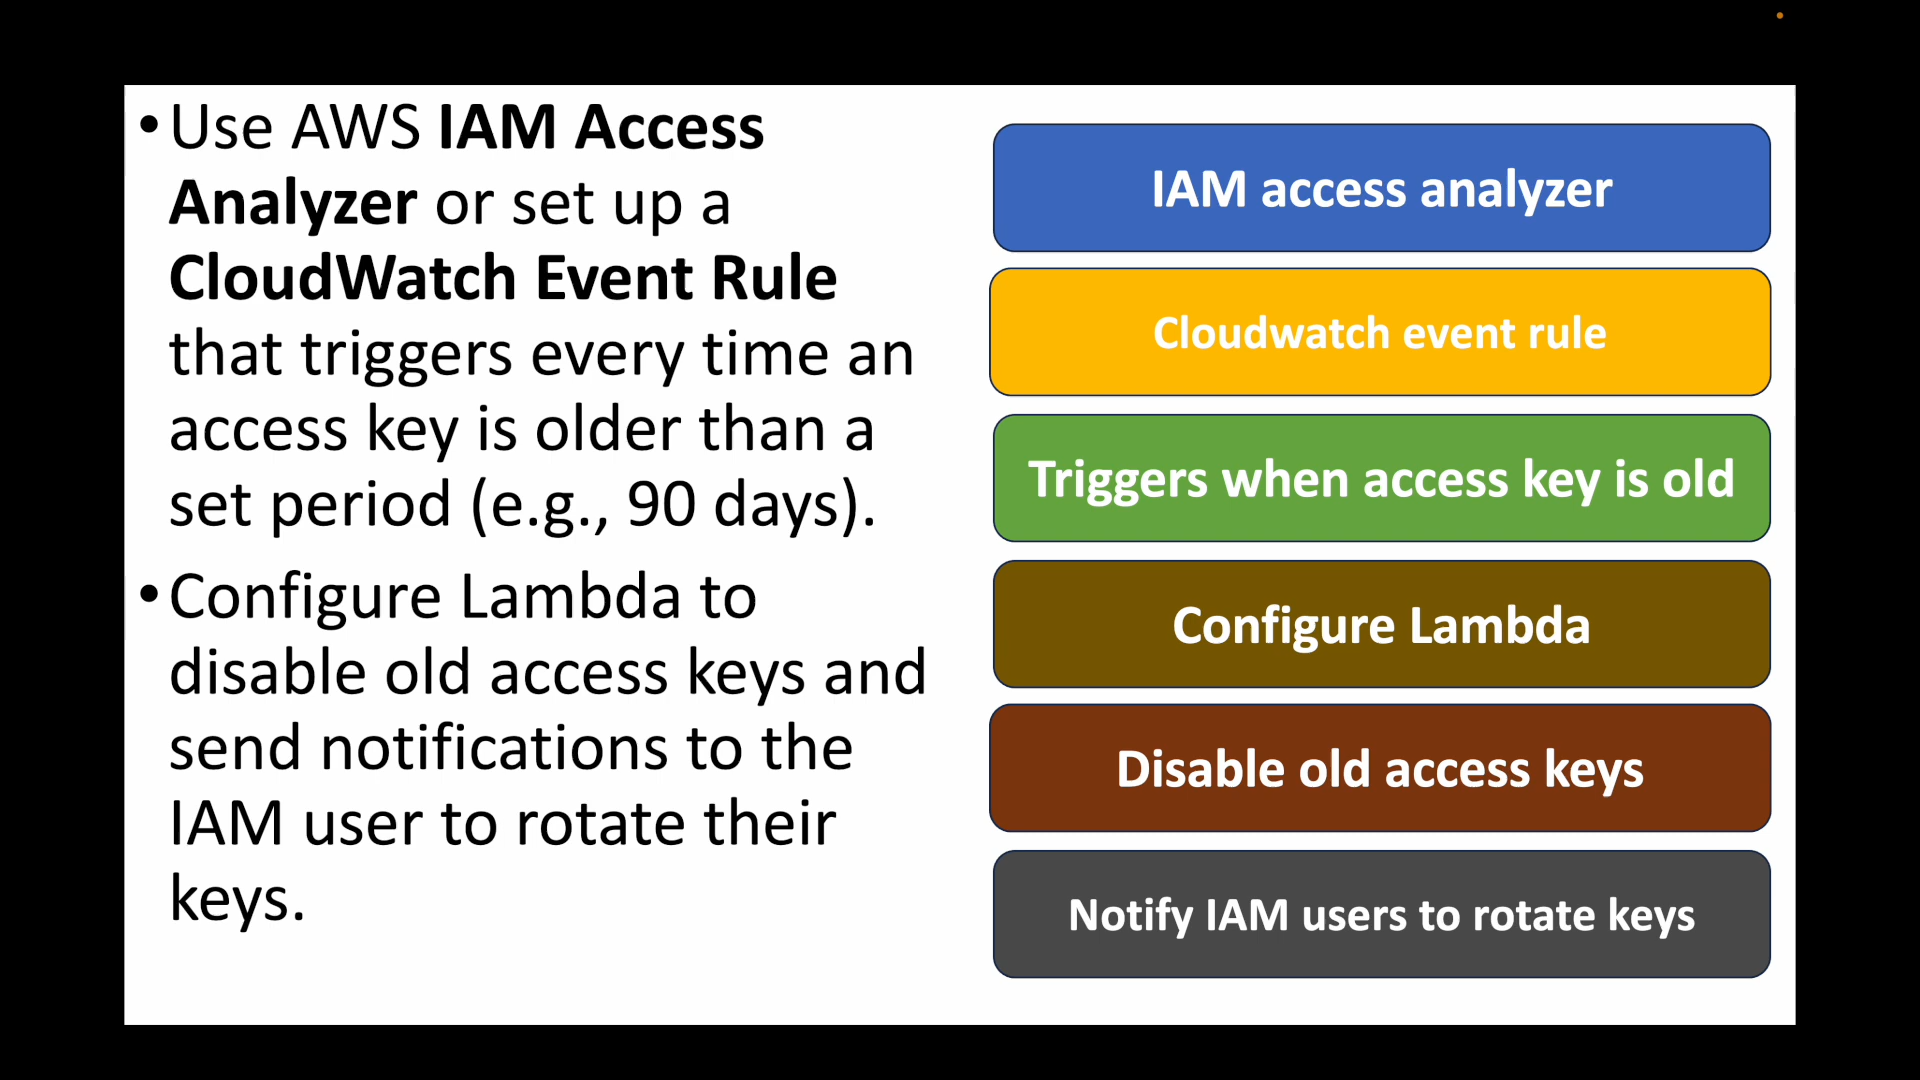 •Use AWS IAM Access
Analyzer or set up a
CloudWatch Event Rule
that triggers every time an
access key is older than a
set period (e.g., 90 days).
•Configure Lambda to
disable old access keys and
send notifications to the
IAM user to rotate their
keys.
IAM access analyzer
Cloudwatch event rule
Triggers when access key is old
Configure Lambda
Disable old access keys
Notify IAM users to rotate keys